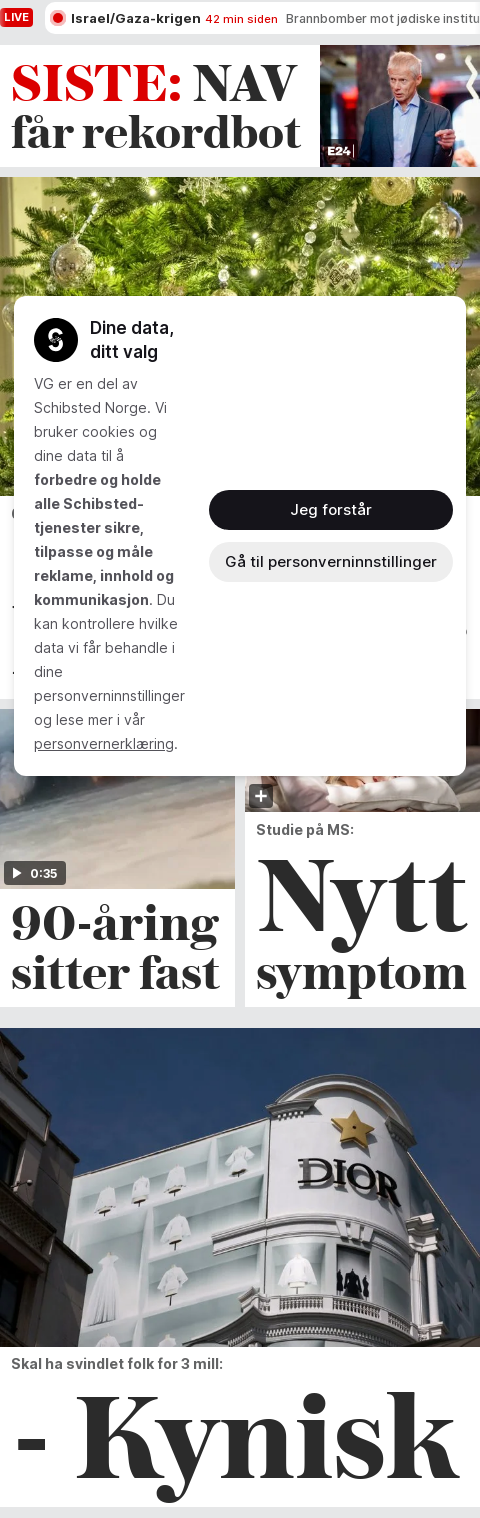 LIVE
Israel/Gaza-krigen 42 min siden Brannbomber mot jødiske institu
SISTE: NAV
får rekordbot
E24
Dine data,
ditt valg
VG er en del av
Schibsted Norge. Vi
bruker cookies og
dine data til å
forbedre og holde
alle Schibsted-
tjenester sikre,
tilpasse og måle
reklame, innhold og
kommunikasjon. Du
kan kontrollere hvilke
data vi får behandle i
dine
personverninnstillinger
og lese mer i vår
personvernerklæring.
Jeg forstår
Gå til personverninnstillinger
0:35
90-åring
sitter fast
Studie på MS:
Nytt
symptom
DIOR
Skal ha svindlet folk for 3 mill:
- Kynisk